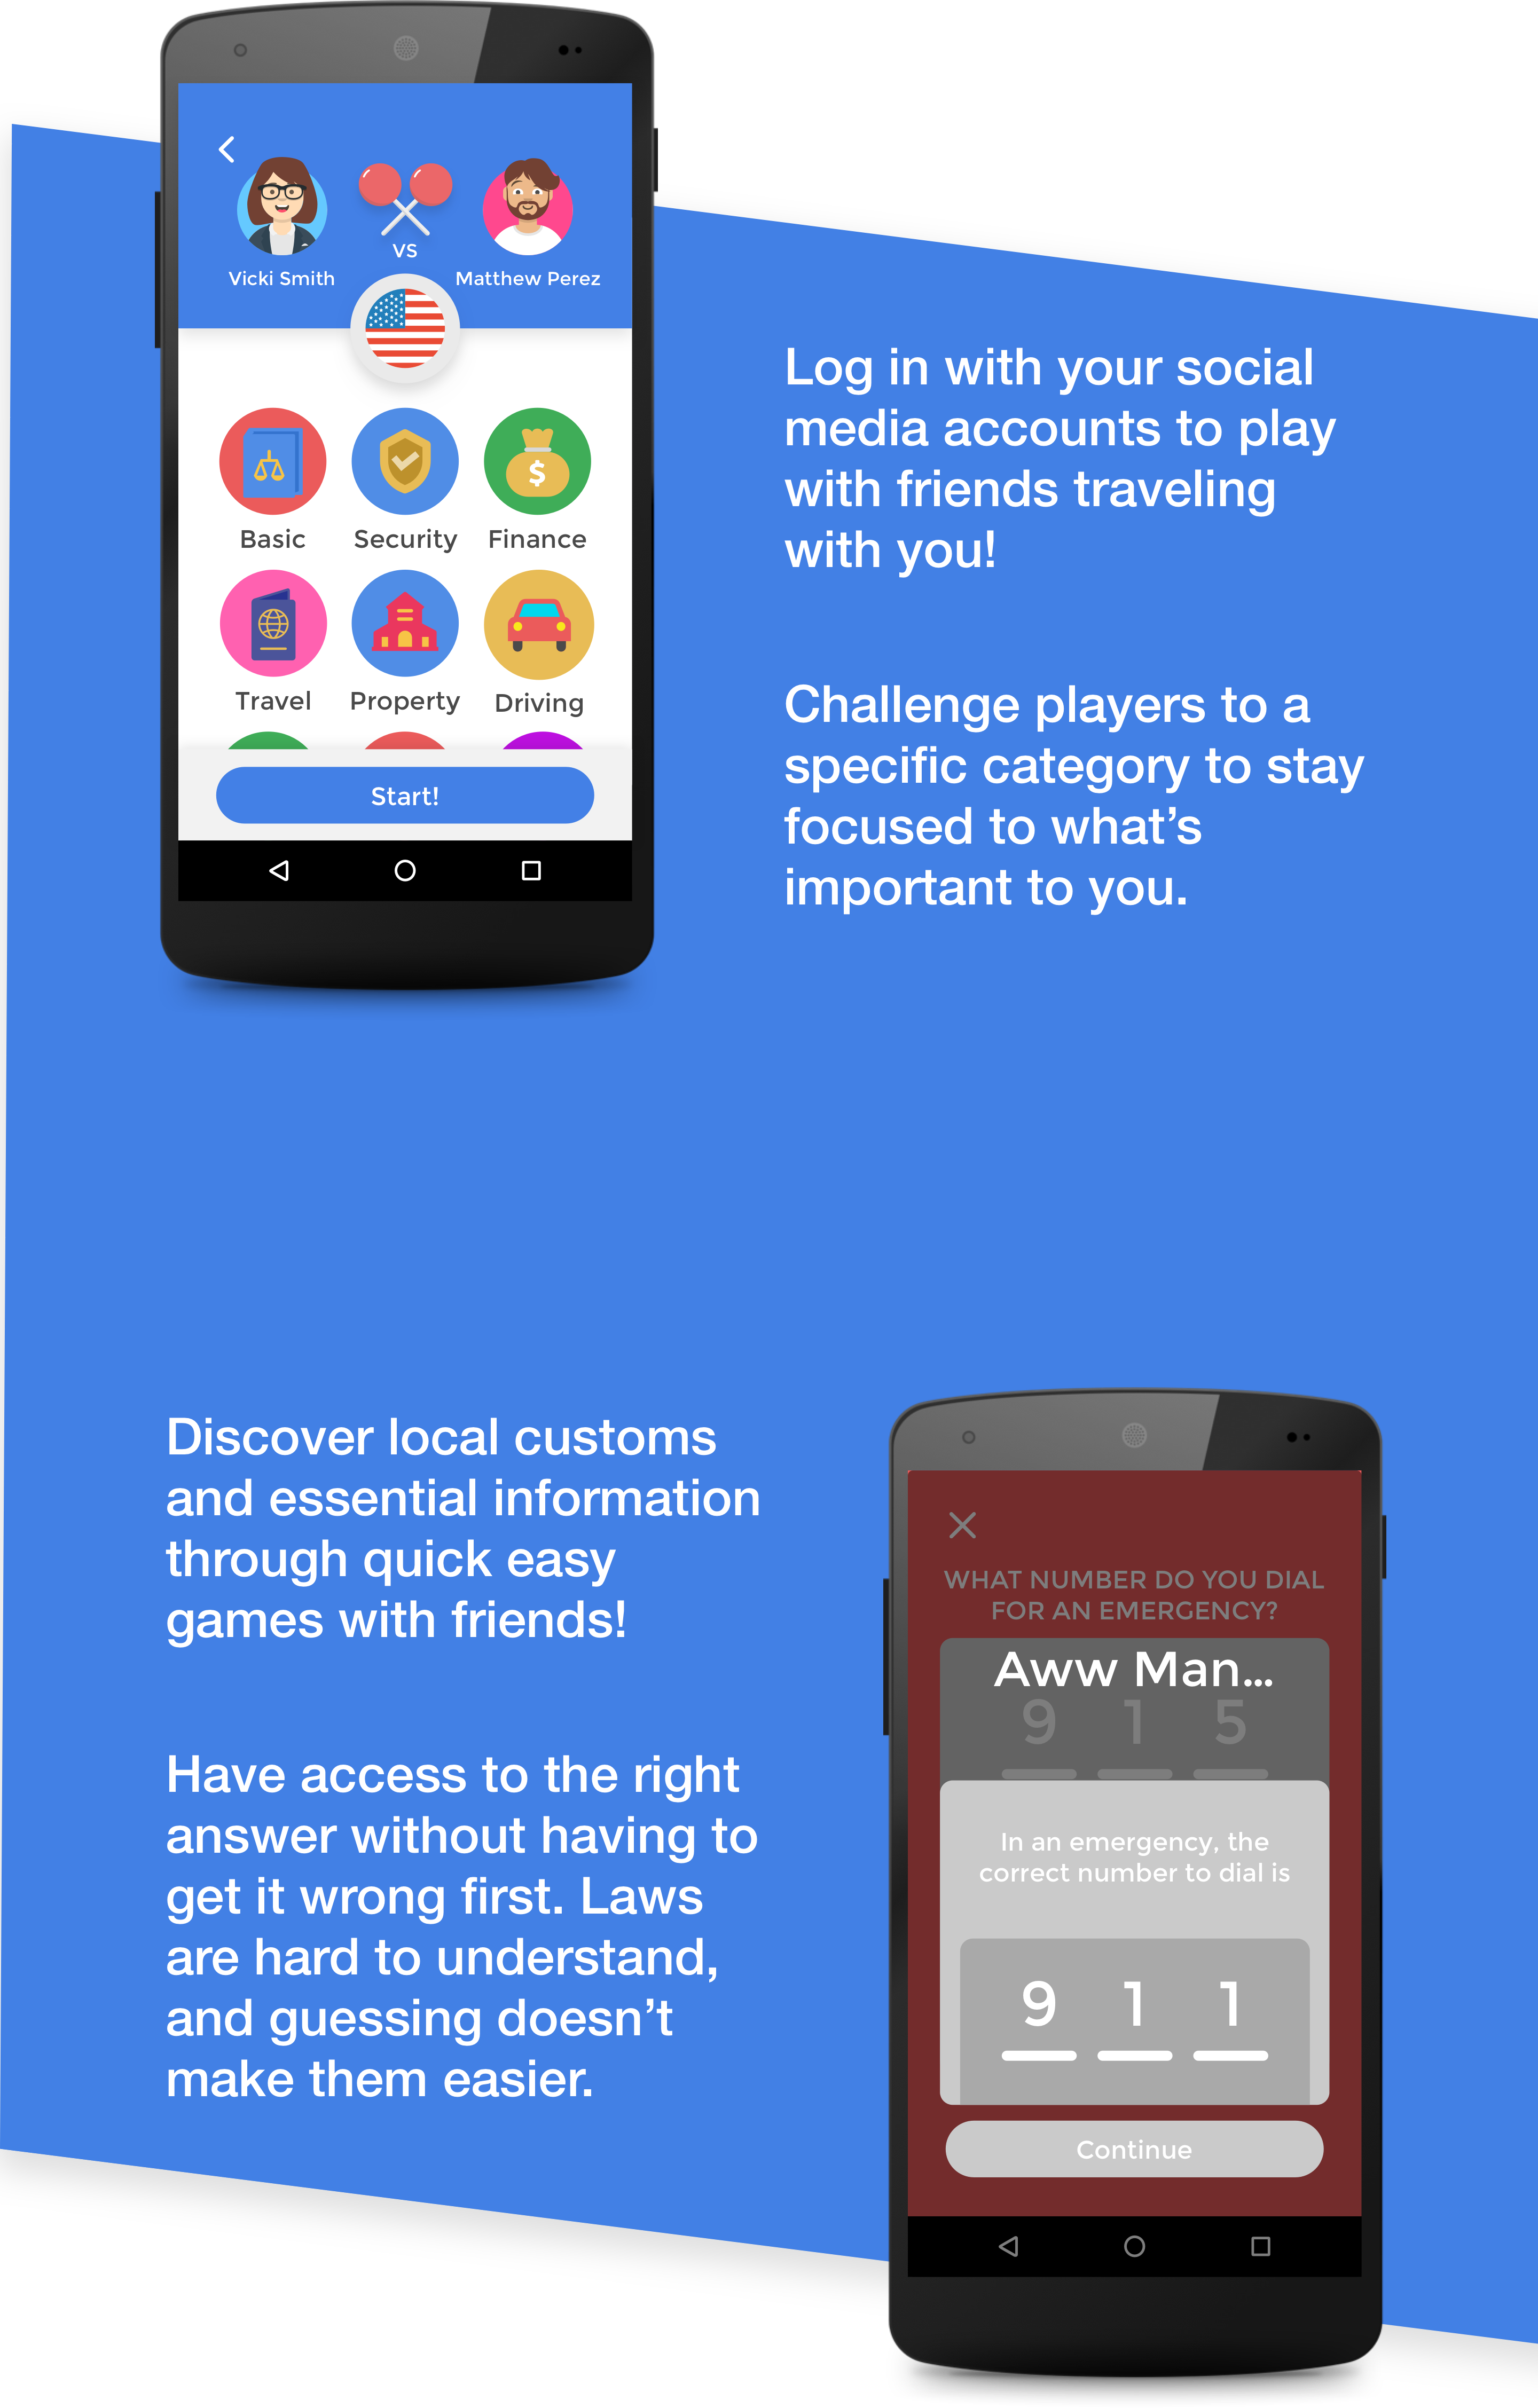 VS
Vicki Smith
Matthew Perez
Basic
Security
Finance
$
Travel
Property
Driving
Start!
Log in with your social
media accounts to play
with friends traveling
with you!
Challenge players to a
specific category to stay
focused to what’s
important to you.
Discover local customs
and essential information
through quick easy
games with friends!
Have access to the right
answer without having to
get it wrong first. Laws
are hard to understand,
and guessing doesn’t
make them easier.
WHAT NUMBER DO YOU DIAL
FOR AN EMERGENCY?
Aww Man...
9 1 5
In an emergency, the
correct number to dial is
9 1 1
Continue